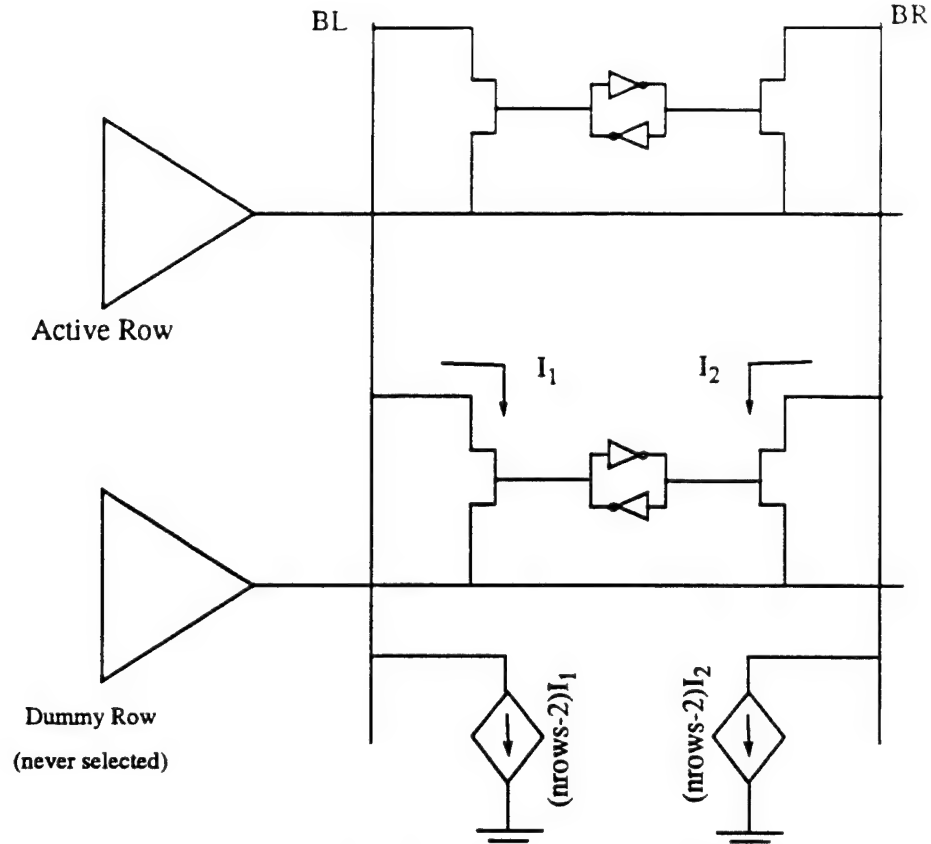 BL
BR
Active Row
I₁
I₂
Dummy Row
(never selected)
(nrows-2)I₁
(nrows-2)I₂